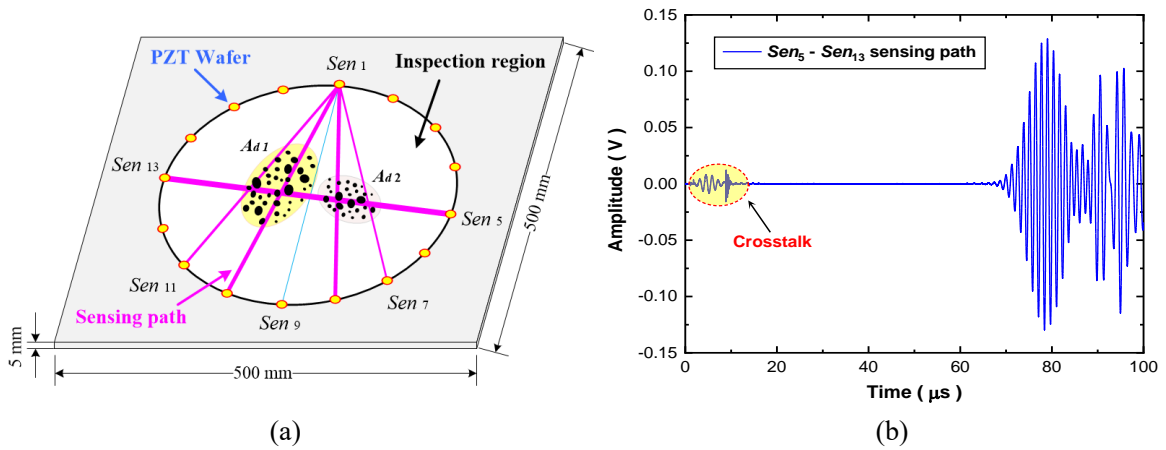 PZT Wafer
Sen 1
Inspection region
Ad 1
Ad 2
Sen 13
Sen 5
Sen 11
Sen 9
Sen 7
Sensing path
5 mm
500 mm
500 mm
(a)
Amplitude ( V )
0.15
0.10
0.05
0.00
-0.05
-0.10
-0.15
Sen5 - Sen13 sensing path
Crosstalk
0 20 40 60 80 100
Time ( μs )
(b)